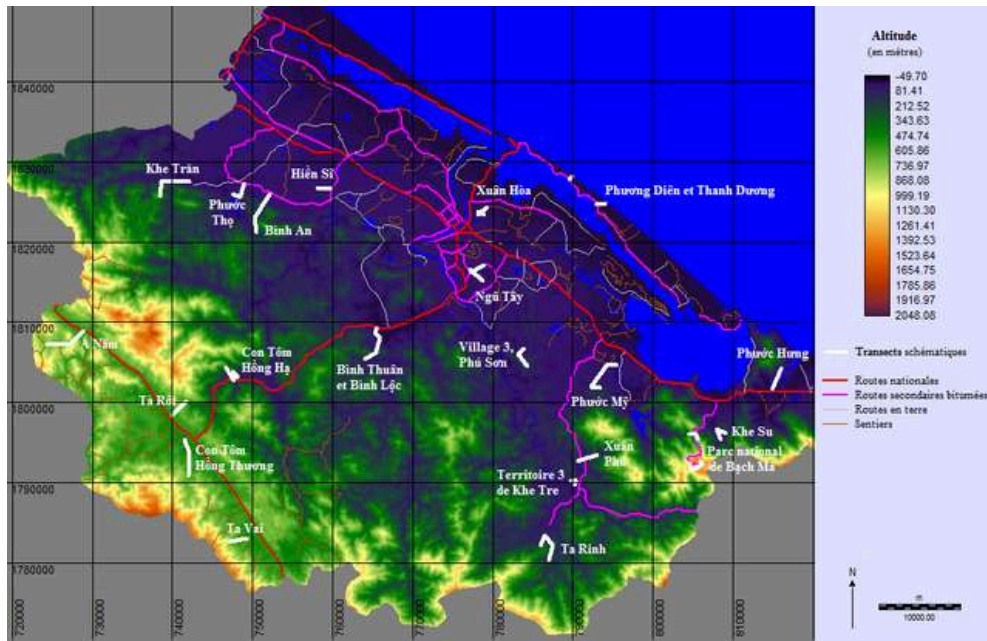 Altitude
(en mètres)
-49.70
81.41
212.52
343.63
474.74
605.86
736.97
868.08
999.19
1130.30
1261.41
1392.53
1523.64
1654.75
1785.86
1916.97
2048.08
Transects schématiques
Routes nationales
Routes secondaires bitumées
Routes en terre
Sentiers
N
m
10000.00
1840000
1830000
1820000
1810000
1800000
1790000
1780000
720000
730000
740000
750000
760000
770000
780000
790000
800000
810000
Khe Trăn
Hiền Sĩ
Phước
Thọ
Bình An
Xuân Hòa
Phương Diên et Thanh Dương
Ngũ Tây
A Năm
Con Tôm
Hồng Hạ
Bình Thuân
et Bình Lộc
Village 3,
Phú Sơn
Phước Hưng
Ta Rôi
Phước Mỹ
Con Tôm
Hồng Thương
Xuân
Phú
Khe Su
Parc national
de Bạch Mã
Territoire 3
de Khe Tre
Ta Vai
Ta Rinh